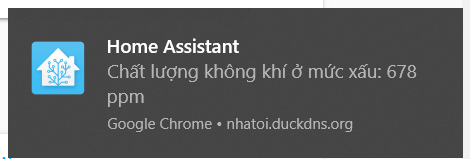 Home Assistant
Chất lượng không khí ở mức xấu: 678
ppm
Google Chrome • nhatoi.duckdns.org